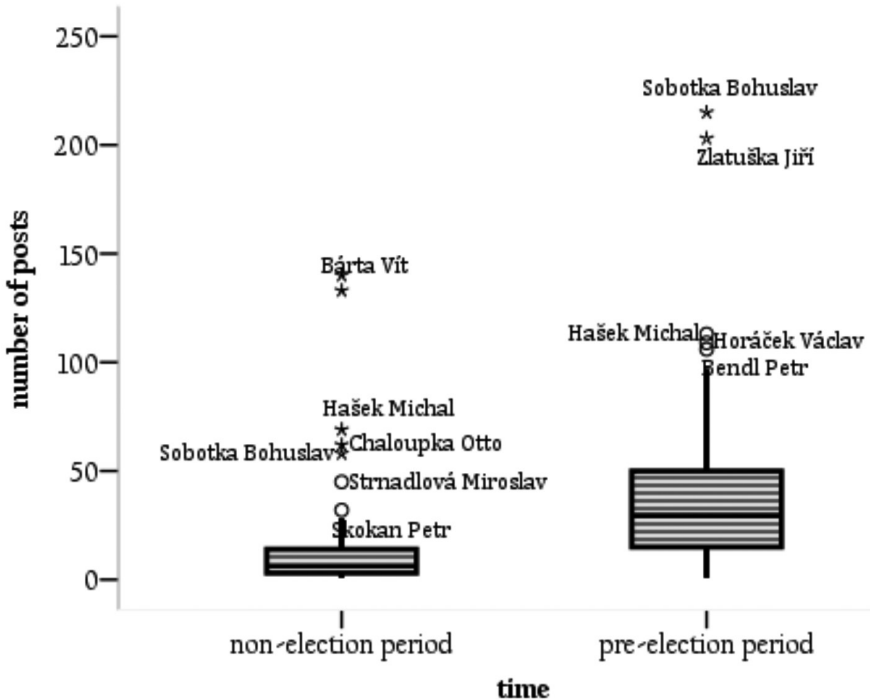 250
Sobotka Bohuslav
200
Zlatuška Jiří
150
Bárta Vít
Hašek Michal
Horáček Václav
100
Bendl Petr
Hašek Michal
Chaloupka Otto
Sobotka Bohuslav
50
Strnadlová Miroslav
Skokan Petr
0
number of posts
non-election period
pre-election period
time